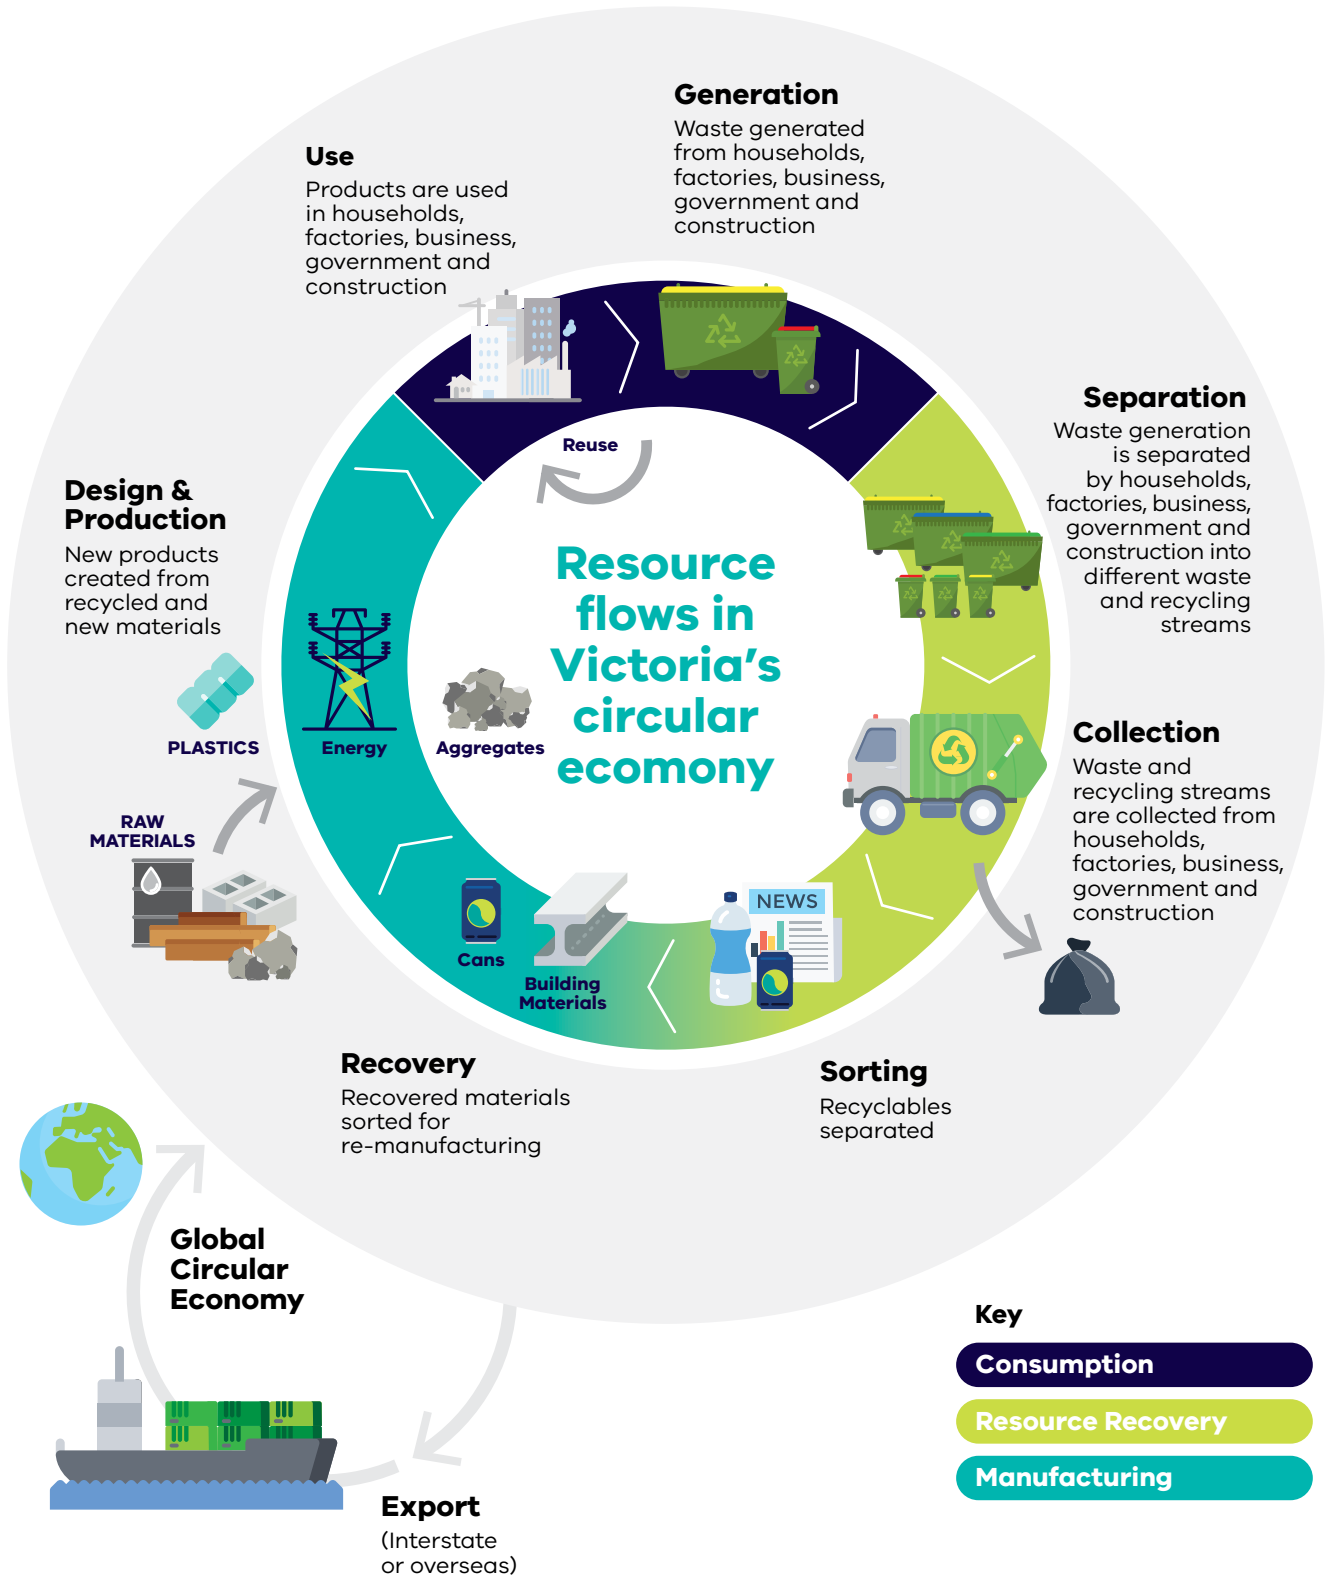 Generation
Waste generated
from households,
factories, business,
government and
construction
Use
Products are used
in households,
factories, business,
government and
construction
Separation
Waste generation
is separated
by households,
factories, business,
government and
construction into
different waste
and recycling
streams
Reuse
Design &
Production
New products
created from
recycled and
new materials
Resource
flows in
Victoria's
circular
ecomony
PLASTICS
Energy
Aggregates
Collection
Waste and
recycling streams
are collected from
households,
factories, business,
government and
construction
RAW
MATERIALS
NEWS
Cans
Building
Materials
Recovery
Recovered materials
sorted for
re-manufacturing
Sorting
Recyclables
separated
Global
Circular
Economy
Export
(Interstate
or overseas)
Key
Consumption
Resource Recovery
Manufacturing